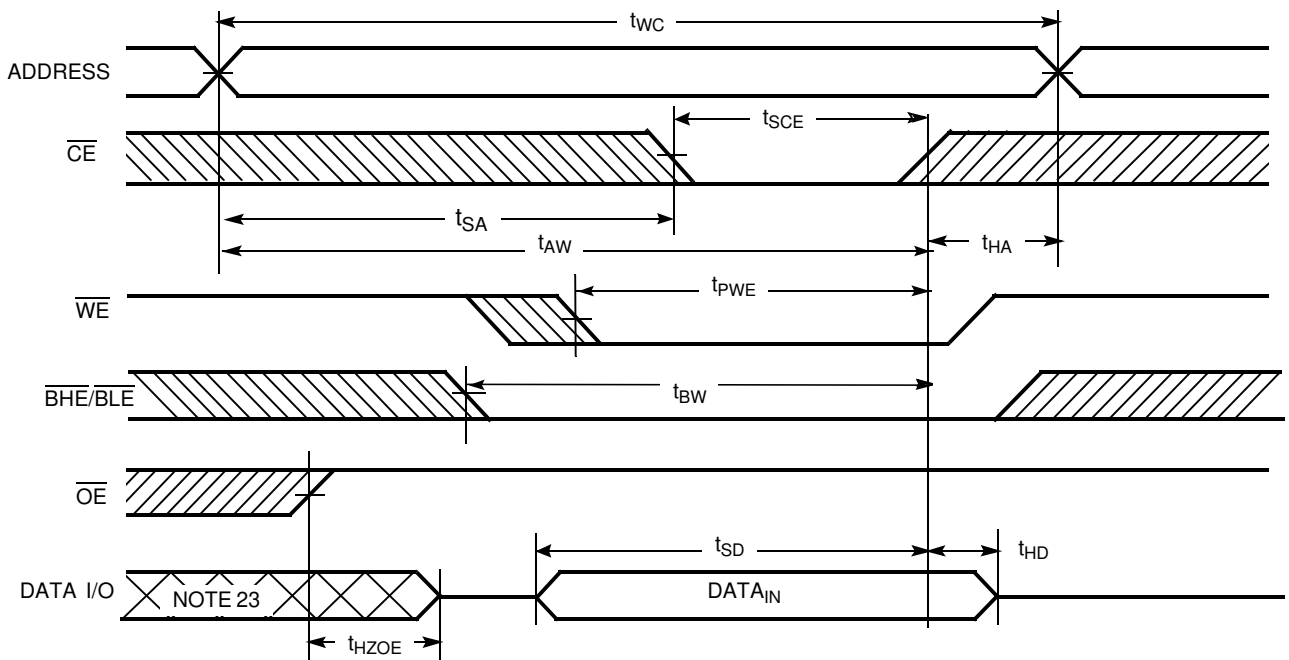 tWC
ADDRESS
tSCE
CE
tSA
tAW
tHA
tPWE
WE
tBW
BHE/BLE
OE
tSD
tHD
DATA I/O
NOTE 23
DATAIN
tHZOE